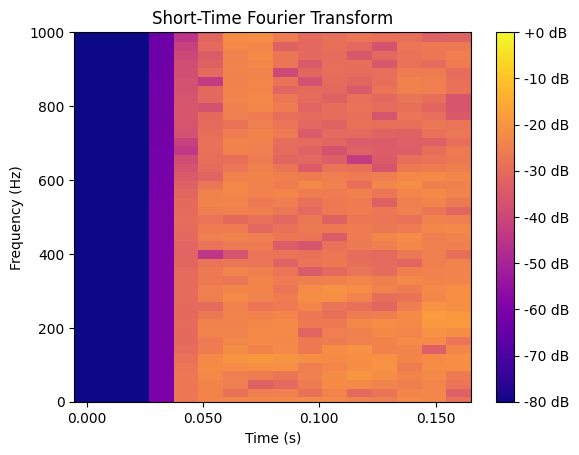 Short-Time Fourier Transform
Frequency (Hz)
1000
800
600
400
200
0
0.000
0.050
0.100
0.150
Time (s)
+0 dB
-10 dB
-20 dB
-30 dB
-40 dB
-50 dB
-60 dB
-70 dB
-80 dB